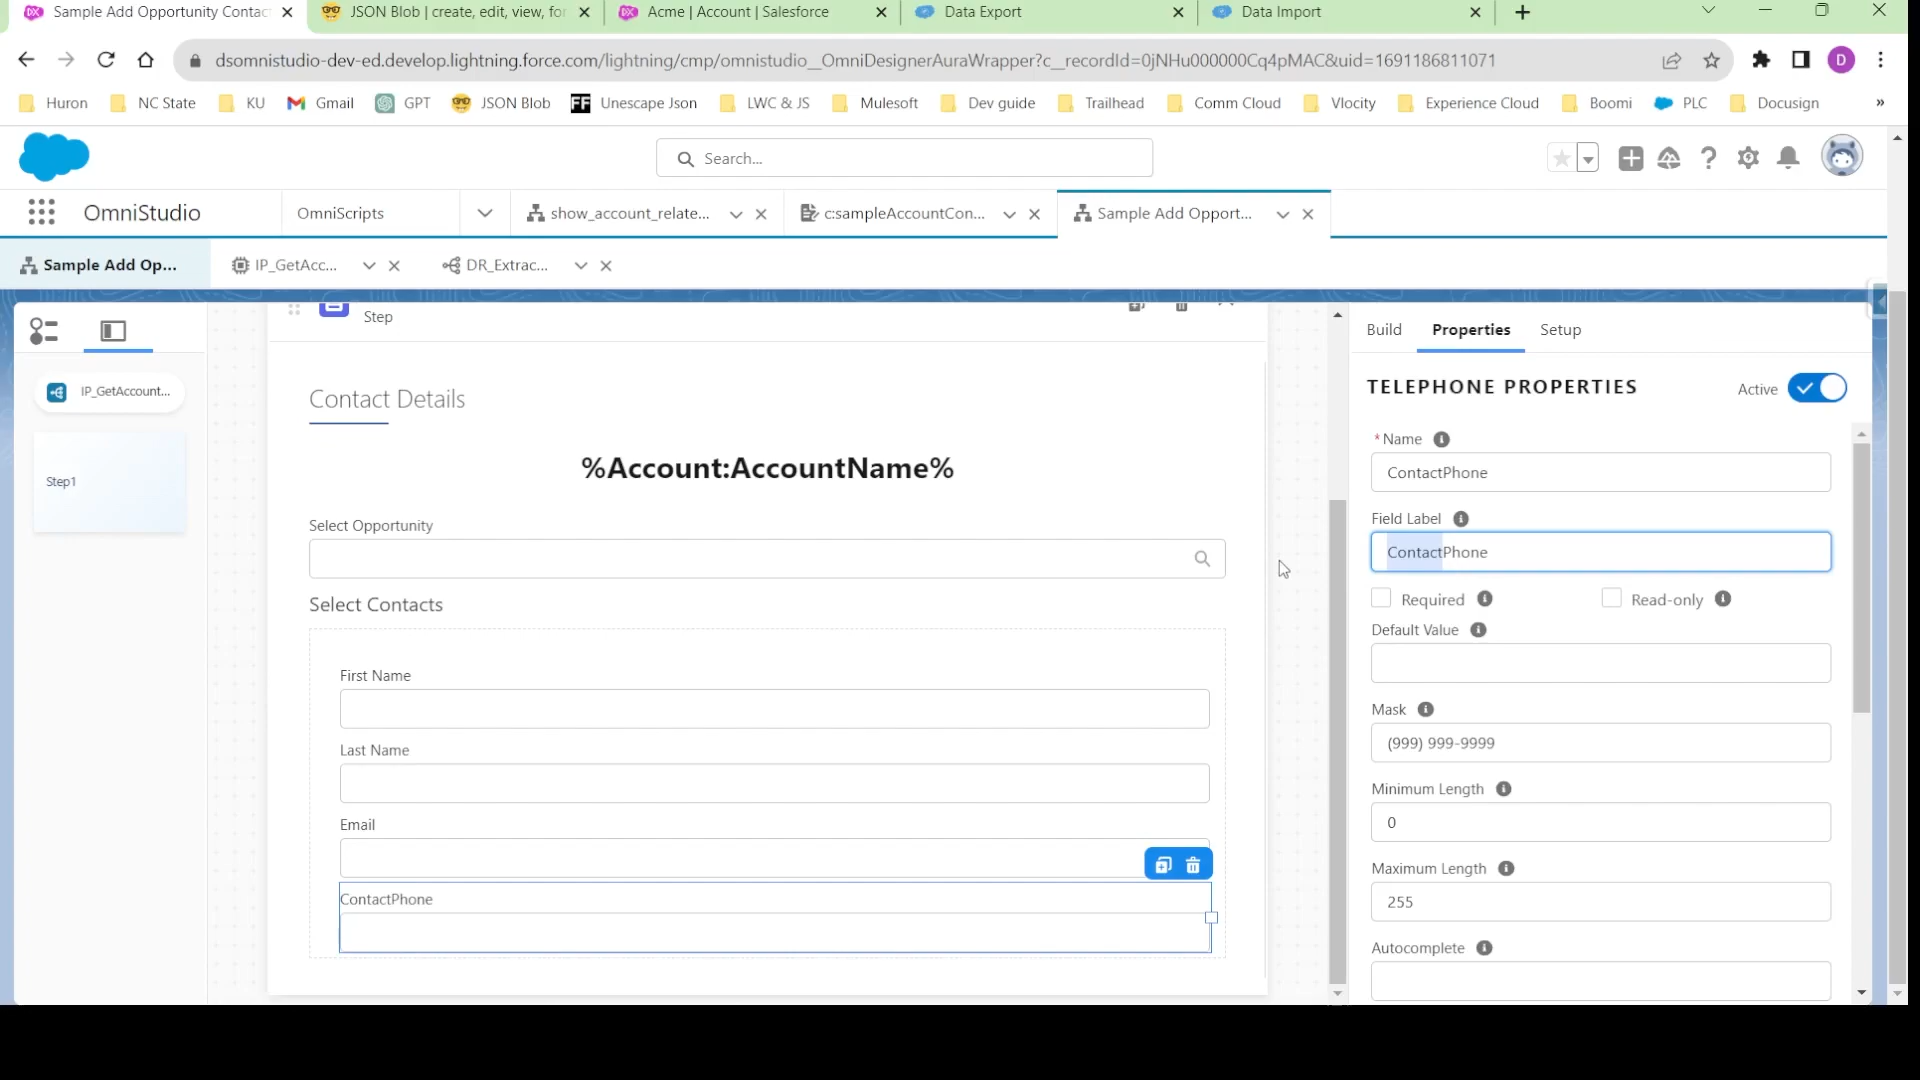 Sample Add Opportunity Contac
JSON Blob | create, edit, view, for
Acme | Account | Salesforce
Data Export
Data Import
dsomnistudio-dev-ed.develop.lightning.force.com/lightning/cmp/omnistudio__OmniDesignerAuraWrapper?c__recordId=0jNHu000000Cq4pMAC&uid=1691186811071
D
Huron
NC State
KU
Gmail
GPT
JSON Blob
FF Unescape Json
LWC & JS
Mulesoft
Dev guide
Trailhead
Comm Cloud
Vlocity
Experience Cloud
Boomi
PLC
Docusign
»
Search...
OmniStudio
OmniScripts
show_account_relate...
c:sampleAccountCon...
Sample Add Opport...
Sample Add Op...
IP_GetAcc...
DR_Extrac...
IP_GetAccount...
Step1
Step
Contact Details
%Account:AccountName%
Select Opportunity
Select Contacts
First Name
Last Name
Email
ContactPhone
Build
Properties
Setup
TELEPHONE PROPERTIES
Active
*Name
ContactPhone
Field Label
ContactPhone
Required
Read-only
Default Value
Mask
(999) 999-9999
Minimum Length
0
Maximum Length
255
Autocomplete